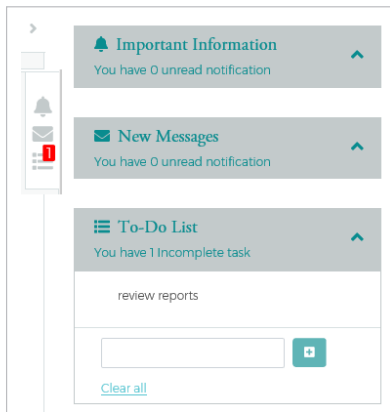 Important Information
You have 0 unread notification
New Messages
You have 0 unread notification
1
To-Do List
You have 1 Incomplete task
review reports
Clear all